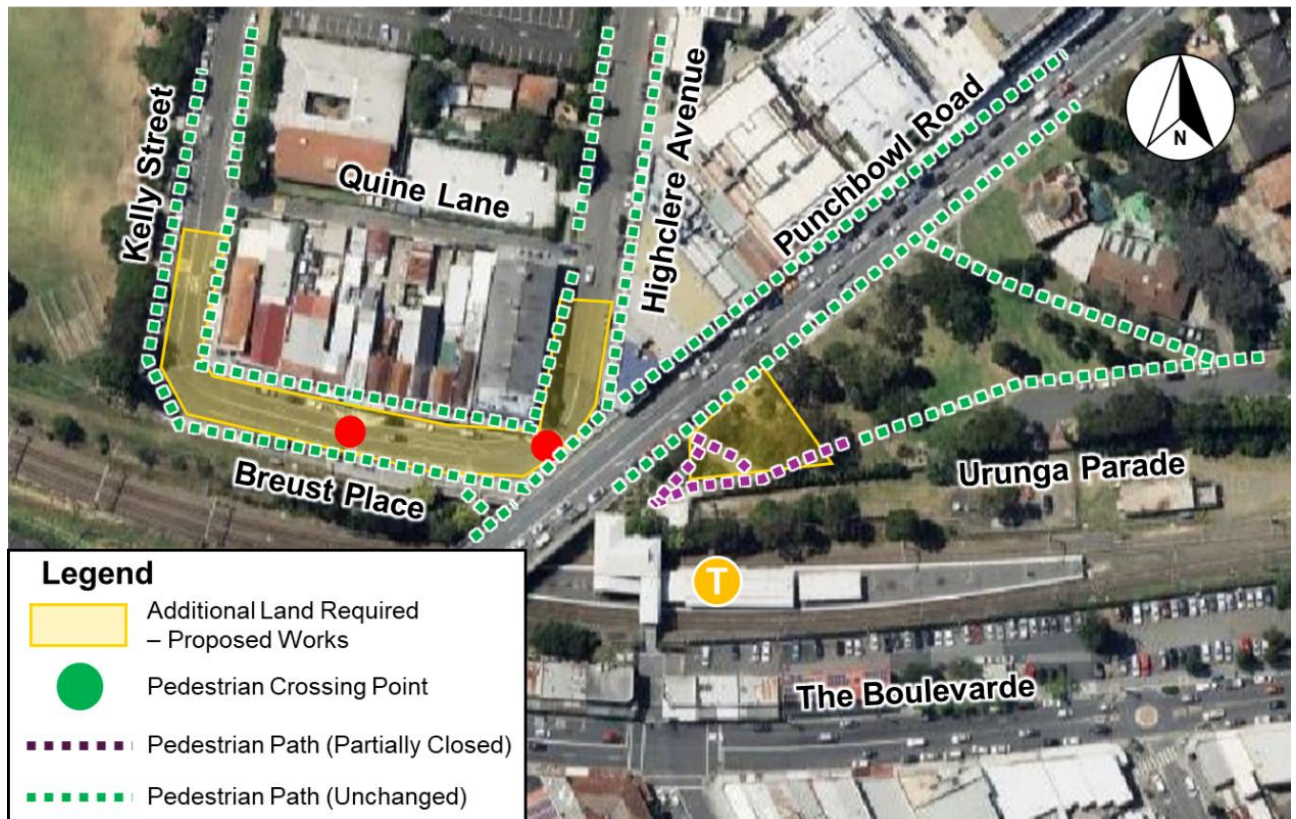 Kelly Street
Quine Lane
Highclere Avenue
Punchbowl Road
N
Breust Place
Urunga Parade
T
The Boulevarde
Legend
Additional Land Required
– Proposed Works
Pedestrian Crossing Point
Pedestrian Path (Partially Closed)
Pedestrian Path (Unchanged)